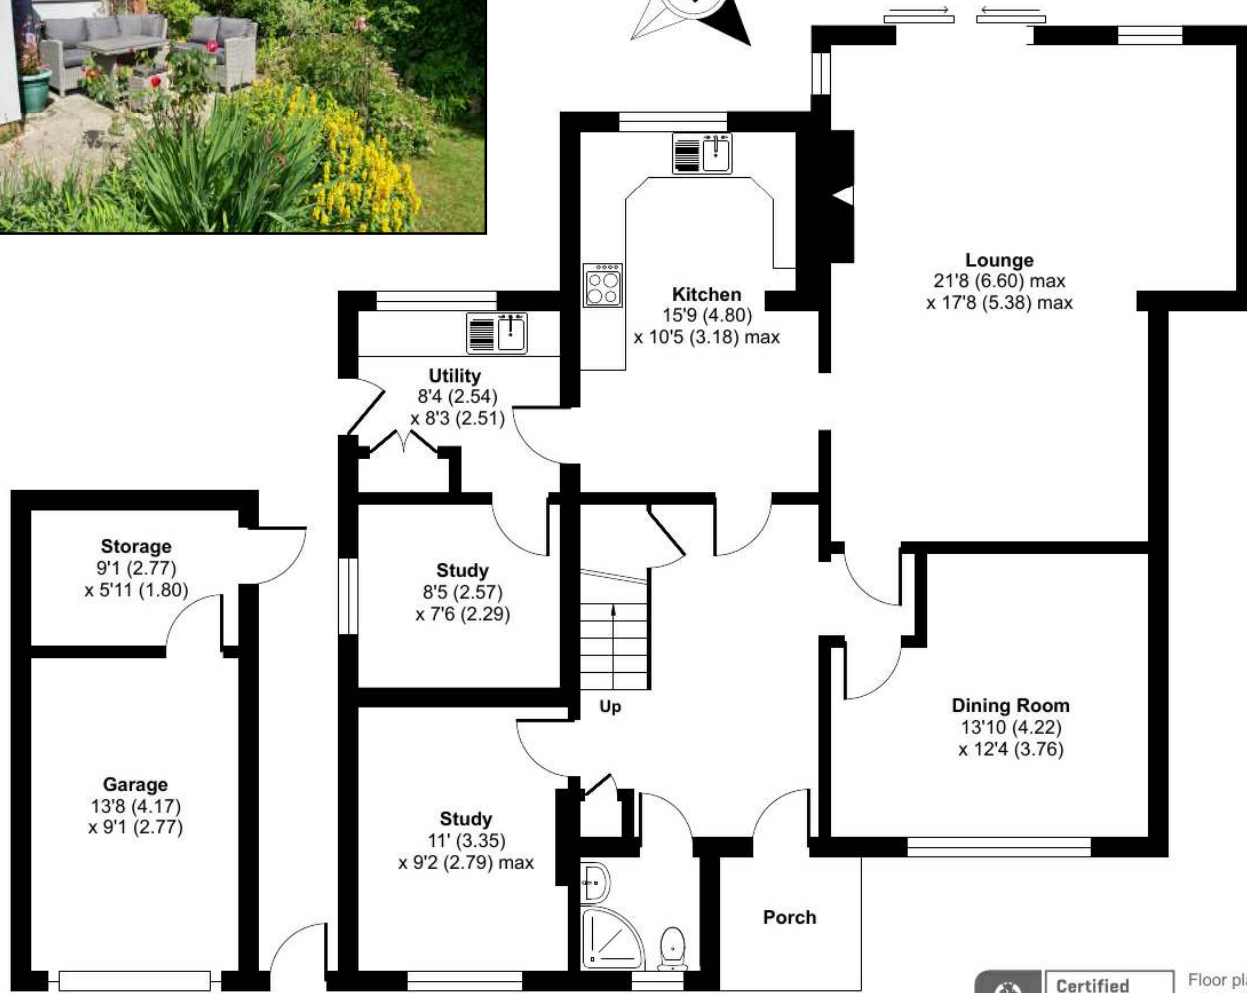 Lounge
21'8 (6.60) max
x 17'8 (5.38) max
Kitchen
15'9 (4.80)
x 10'5 (3.18) max
Utility
8'4 (2.54)
x 8'3 (2.51)
Storage
9'1 (2.77)
x 5'11 (1.80)
Study
8'5 (2.57)
x 7'6 (2.29)
Up
Dining Room
13'10 (4.22)
x 12'4 (3.76)
Garage
13'8 (4.17)
x 9'1 (2.77)
Study
11' (3.35)
x 9'2 (2.79) max
Porch
Certified
Floor pla